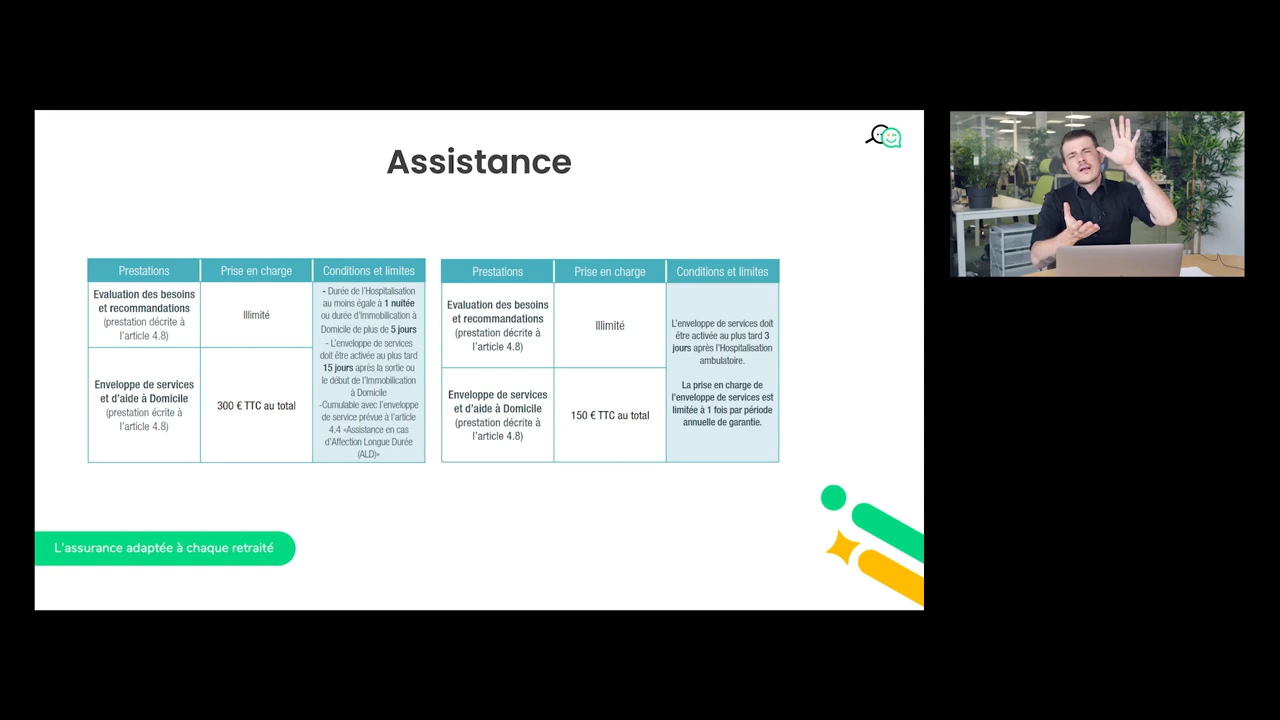 Assistance
Prestations
Prise en charge
Conditions et limites
Evaluation des besoins
et recommandations
(prestation décrite à
l'article 4.8)
Illimité
- Durée de l'Hospitalisation
au moins égale à 1 nuitée
ou durée d'Immobilisation à
Domicile de plus de 5 jours
- L'enveloppe de services
doit être activée au plus tard
15 jours après la sortie ou
le début de l'Immobilisation
à Domicile
-Cumulable avec l'enveloppe
de service prévue à l'article
4.4 «Assistance en cas
d'Affection Longue Durée
(ALD)»
Enveloppe de services
et d'aide à Domicile
(prestation écrite à
l'article 4.8)
300 € TTC au total
Prestations
Prise en charge
Conditions et limites
Evaluation des besoins
et recommandations
(prestation décrite à
l'article 4.8)
Illimité
L'enveloppe de services doit
être activée au plus tard 3
jours après l'Hospitalisation
ambulatoire.
La prise en charge de
l'enveloppe de services est
limitée à 1 fois par période
annuelle de garantie.
Enveloppe de services
et d'aide à Domicile
(prestation décrite à
l'article 4.8)
150 € TTC au total
L'assurance adaptée à chaque retraité